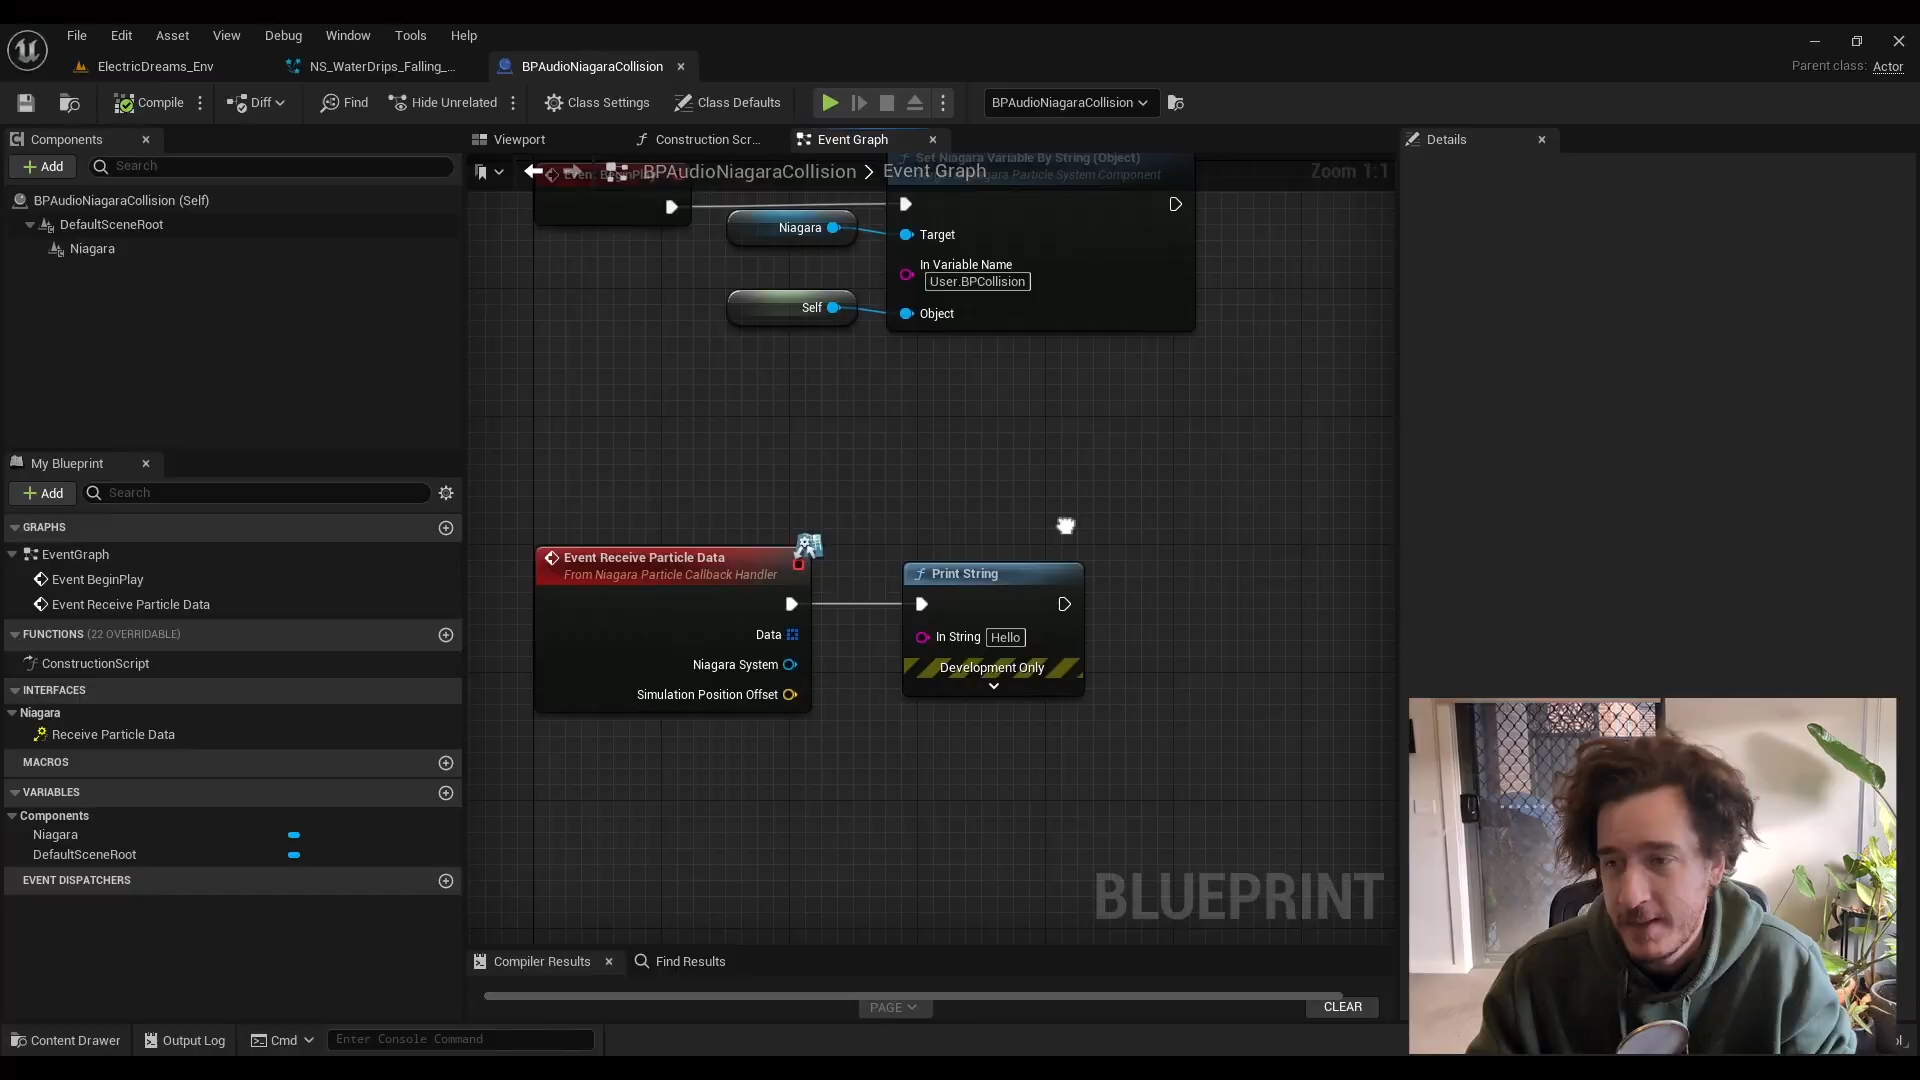 File Edit Asset View Debug Window Tools Help
ElectricDreams_Env NS_WaterDrips_Falling_... BPAudioNiagaraCollision
Parent class: Actor
Compile Diff Find Hide Unrelated Class Settings Class Defaults BPAudioNiagaraCollision
Components
Viewport Construction Scr... Event Graph
Details
Add Search
BPAudioNiagaraCollision (Self)
DefaultSceneRoot
Niagara
BPAudioNiagaraCollision > Event Graph
Zoom 1:1
Event BeginPlay
Set Niagara Variable By String (Object)
Niagara Particle System Component
Niagara
Target
In Variable Name
User.BPCollision
Self
Object
My Blueprint
Add Search
GRAPHS
EventGraph
Event BeginPlay
Event Receive Particle Data
FUNCTIONS (22 OVERRIDABLE)
ConstructionScript
INTERFACES
Niagara
Receive Particle Data
MACROS
VARIABLES
Components
Niagara
DefaultSceneRoot
EVENT DISPATCHERS
Event Receive Particle Data
From Niagara Particle Callback Handler
Data
Niagara System
Simulation Position Offset
Print String
In String Hello
Development Only
BLUEPRINT
Compiler Results Find Results
PAGE
CLEAR
Content Drawer Output Log Cmd Enter Console Command